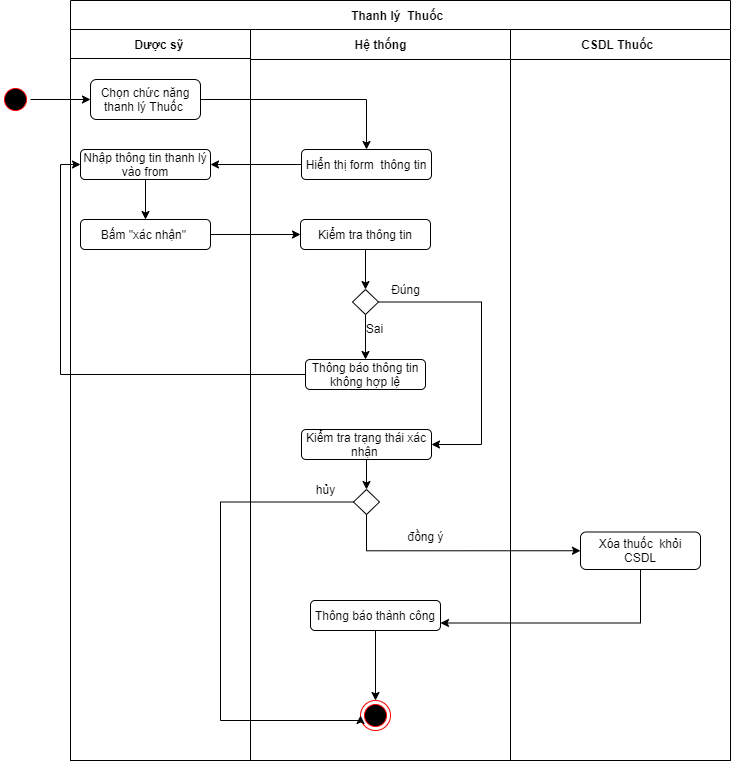 Thanh lý Thuốc
Dược sỹ
Hệ thống
CSDL Thuốc
Chọn chức năng
thanh lý Thuốc
Nhập thông tin thanh lý
vào from
Hiển thị form thông tin
Bấm "xác nhận"
Kiểm tra thông tin
Đúng
Sai
Thông báo thông tin
không hợp lệ
Kiểm tra trạng thái xác
nhận
hủy
đồng ý
Xóa thuốc khỏi
CSDL
Thông báo thành công